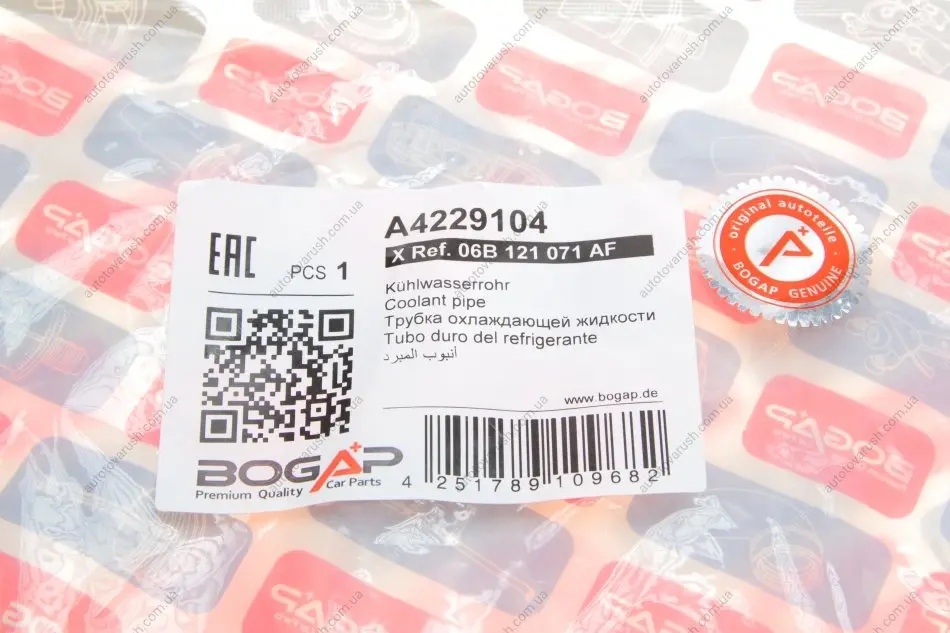 A4229104
X Ref. 06B 121 071 AF
EAC
PCS 1
Kühlwasserrohr
Coolant pipe
Трубка охлаждающей жидкости
Tubo duro del refrigerante
أنبوب المبرد
www.bogap.de
BOGAP
Premium Quality Car Parts
4 251789 109682
original autoteile
BOGAP GENUINE
autotovarush.com.ua